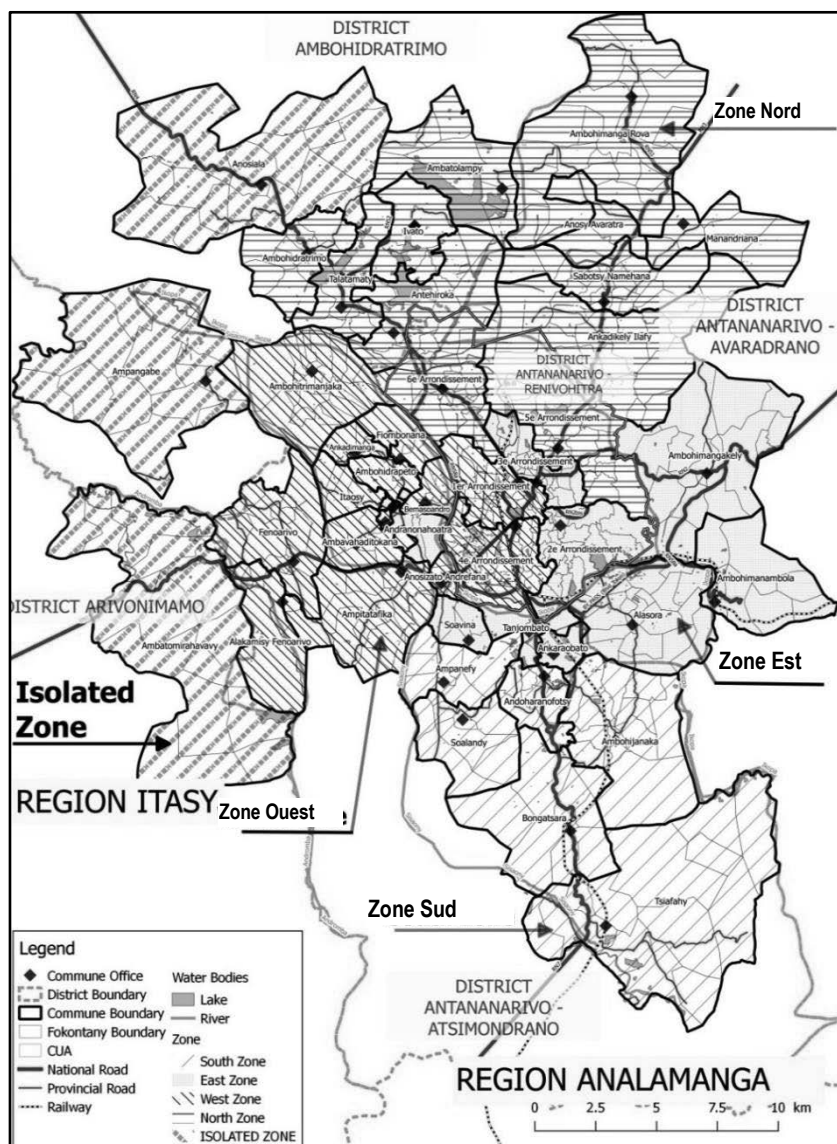 DISTRICT
AMBOHIDRATRIMO
Zone Nord
Ambohimanga Rova
Anosiala
Ambatolampy
Ivato
Anosy Avaratra
Manandriana
Ambohidratrimo
Talatamaty
Sabotsy Namehana
Antehiroka
DISTRICT
ANTANANARIVO -
AVARADRANO
Ankadikely Ilafy
DISTRICT
ANTANANARIVO -
RENIVOHITRA
Ampangabe
Ambohitrimanjaka
6e Arrondissement
5e Arrondissement
Fiombonana
Ankadimanga
Ambohidrapeto
3e Arrondissement
Ambohimangakely
1er Arrondissement
Itaosy
Bemasoandro
Andranonahoatra
Fenoarivo
Ambavahaditokana
2e Arrondissement
4e Arrondissement
Anosizato Andrefana
Ambohimanambola
DISTRICT ARIVONIMAMO
Ampitatafika
Soavina
Tanjombato
Alasora
Ambatomirahavavy
Alakamisy Fenoarivo
Ankaraobato
Zone Est
Ampanefy
Isolated
Zone
Andoharanofotsy
Soalandy
Ambohijanaka
REGION ITASY
Zone Ouest
Bongatsara
Zone Sud
Tsiafahy
Legend
Commune Office
District Boundary
Commune Boundary
Fokontany Boundary
CUA
National Road
Provincial Road
Railway
Water Bodies
Lake
River
Zone
South Zone
East Zone
West Zone
North Zone
ISOLATED ZONE
DISTRICT
ANTANANARIVO -
ATSIMONDRANO
REGION ANALAMANGA
0 2.5 5 7.5 10 km